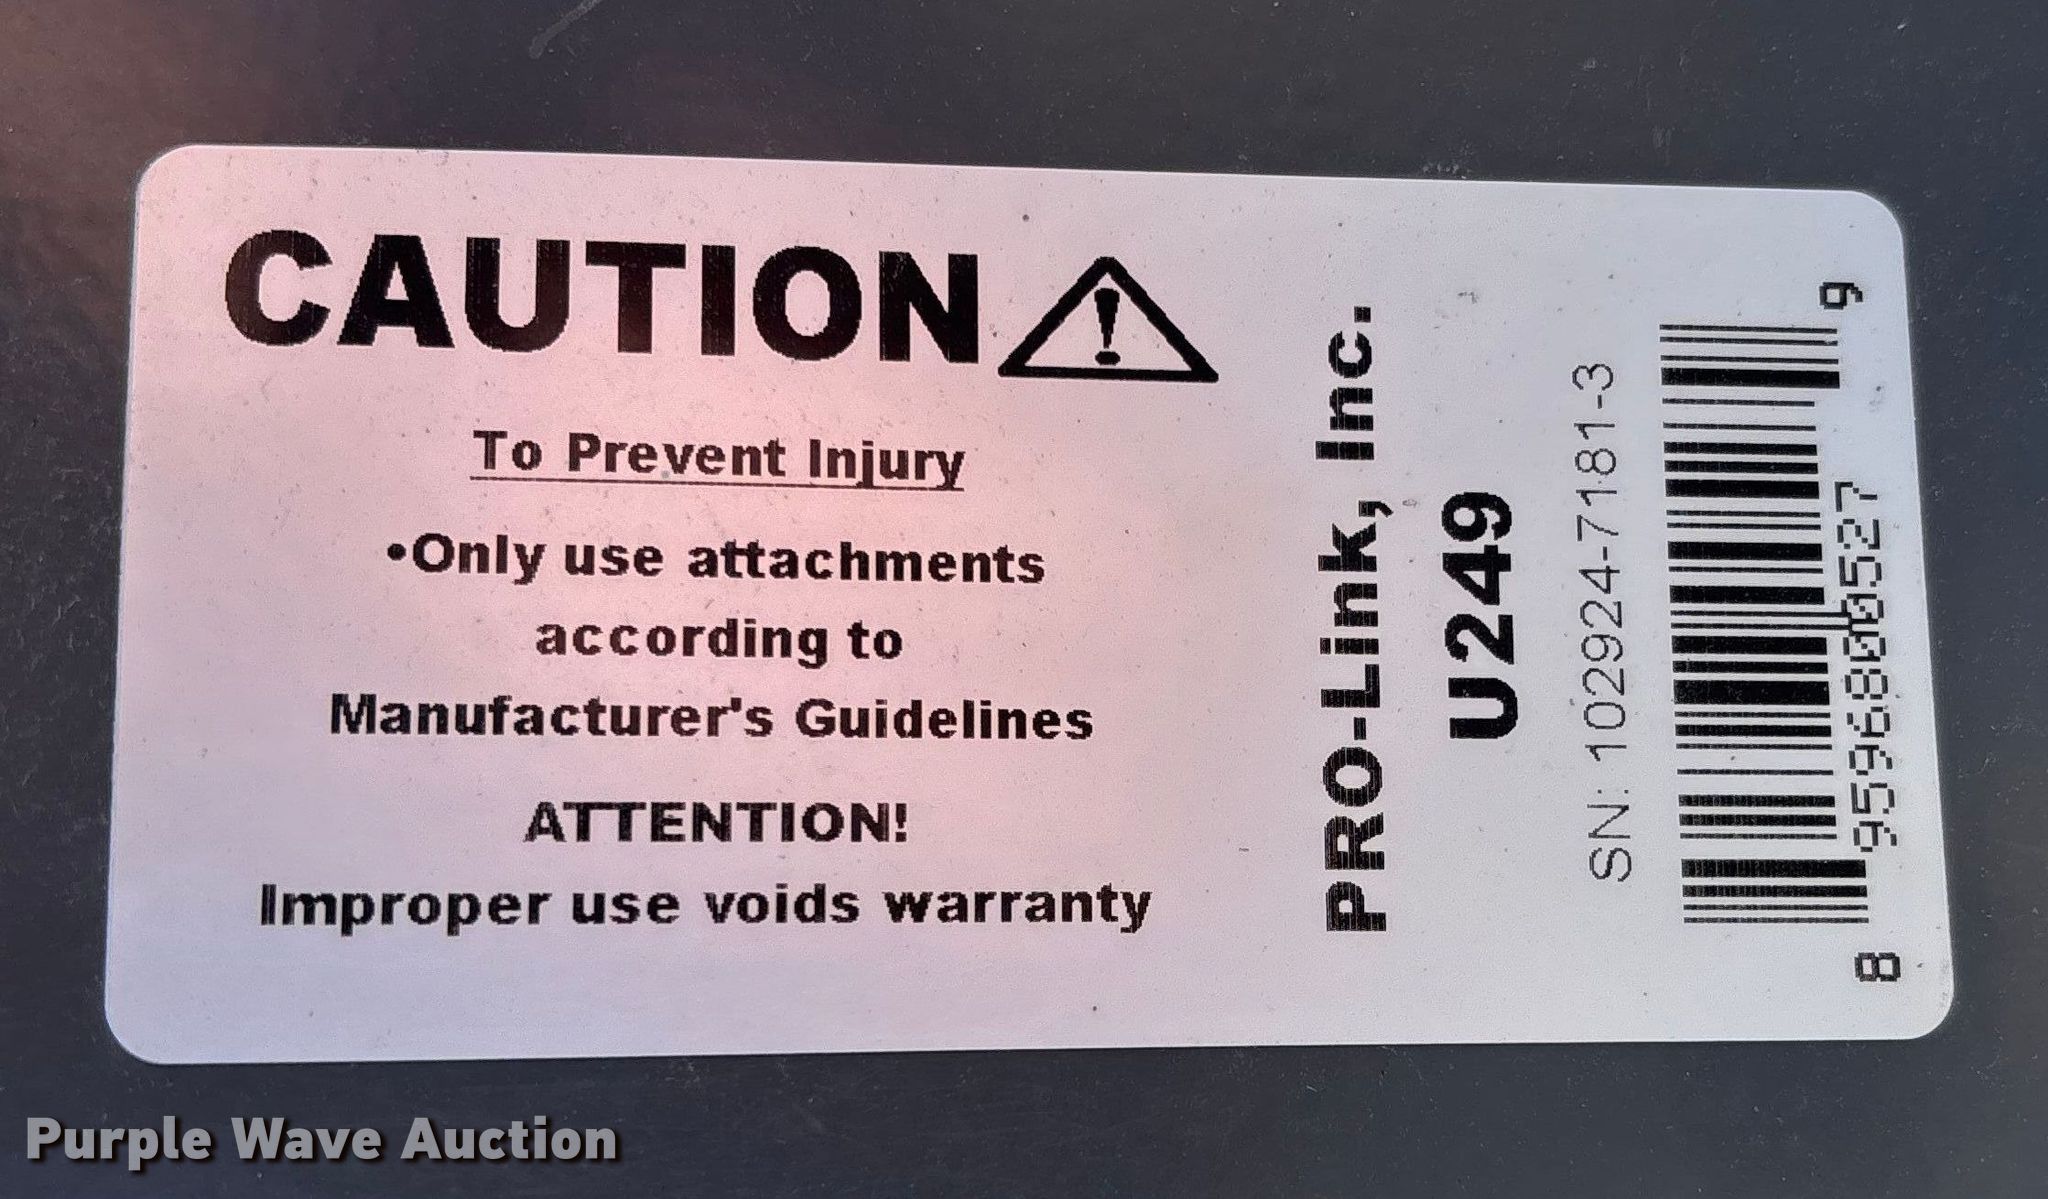 CAUTION
To Prevent Injury
•Only use attachments
according to
Manufacturer's Guidelines
ATTENTION!
Improper use voids warranty
PRO-Link, Inc.
U249
SN: 102924-7181-3
8 95968 00527 9
Purple Wave Auction